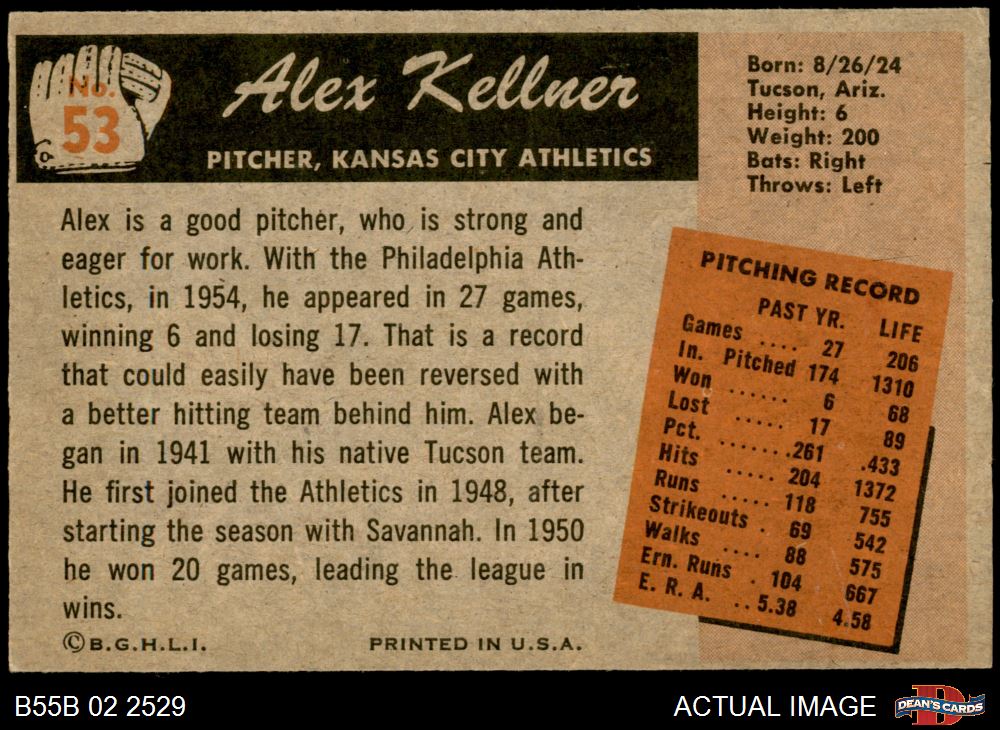 No.
53
Alex Kellner
PITCHER, KANSAS CITY ATHLETICS
Born: 8/26/24
Tucson, Ariz.
Height: 6
Weight: 200
Bats: Right
Throws: Left
Alex is a good pitcher, who is strong and
eager for work. With the Philadelphia Ath-
letics, in 1954, he appeared in 27 games,
winning 6 and losing 17. That is a record
that could easily have been reversed with
a better hitting team behind him. Alex be-
gan in 1941 with his native Tucson team.
He first joined the Athletics in 1948, after
starting the season with Savannah. In 1950
he won 20 games, leading the league in
wins.
©B.G.H.L.I. PRINTED IN U.S.A.
PITCHING RECORD
PAST YR. LIFE
Games .... 27 206
In. Pitched 174 1310
Won ...... 6 68
Lost ..... 17 89
Pct. .......261 .433
Hits ..... 204 1372
Runs ..... 118 755
Strikeouts . 69 542
Walks .... 88 575
Ern. Runs . 104 667
E. R. A. ..5.38 4.58
B55B 02 2529
ACTUAL IMAGE
D
DEAN'S CARDS